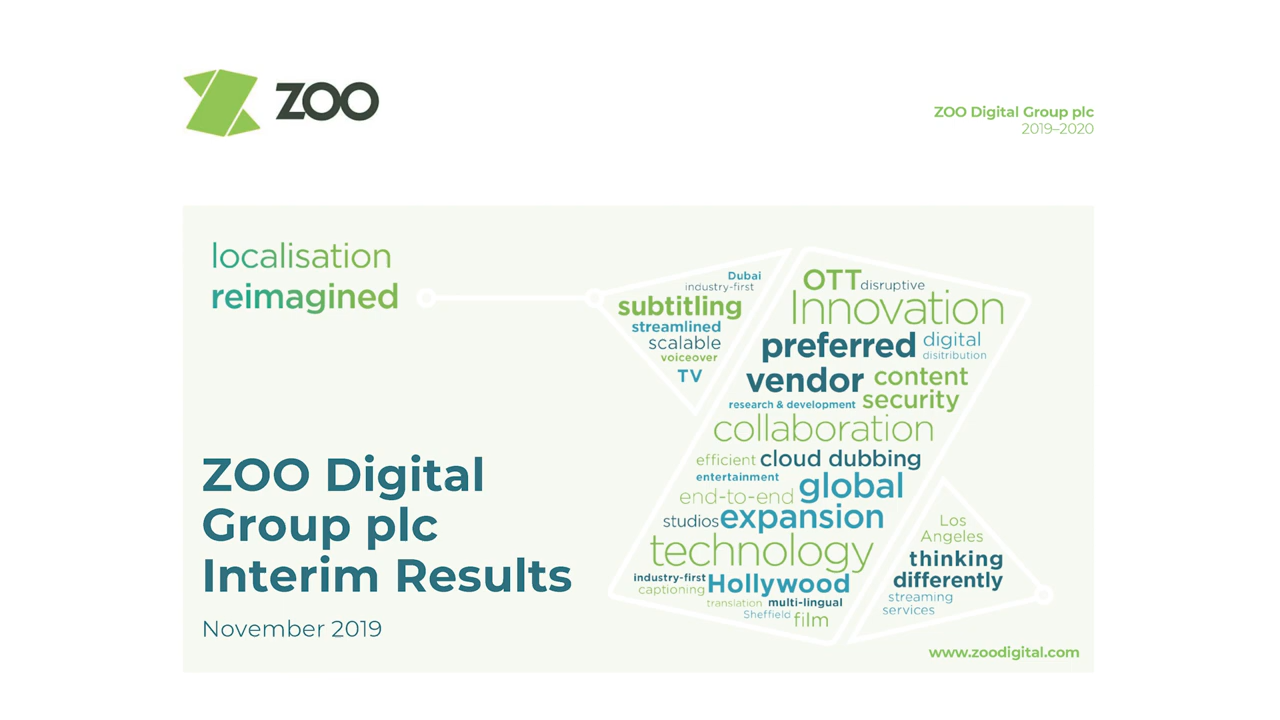 ZOO
ZOO Digital Group plc
2019–2020
localisation
reimagined
Dubai
industry-first
subtitling
streamlined
scalable
voiceover
TV
OTT disruptive
Innovation
preferred digital
disitribution
vendor content
research & development security
collaboration
efficient cloud dubbing
entertainment
end-to-end global
studios expansion
technology
industry-first Hollywood
captioning
translation multi-lingual
Sheffield film
Los
Angeles
thinking
differently
streaming
services
ZOO Digital
Group plc
Interim Results
November 2019
www.zoodigital.com